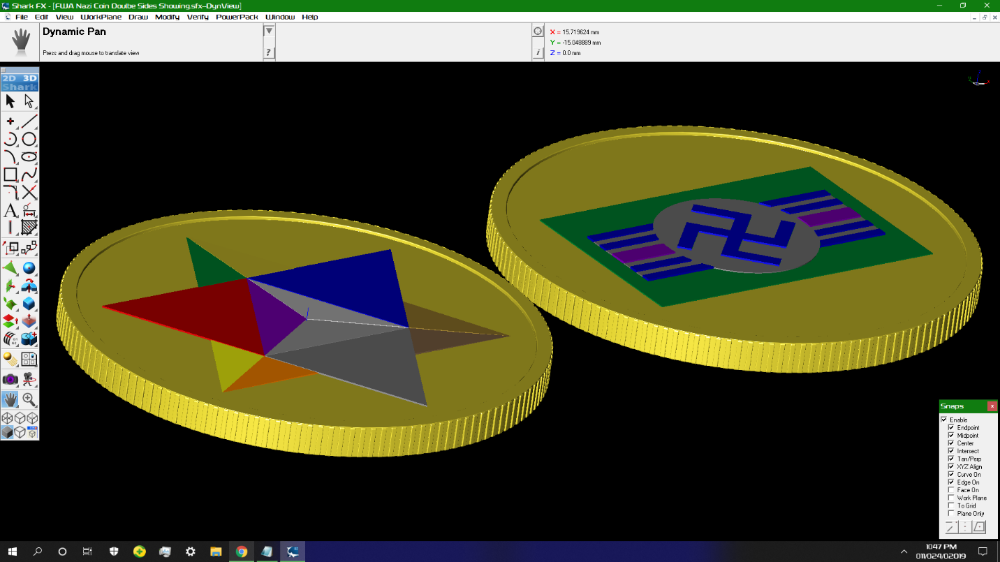 Shark FX - [FWA Nazi Coin Doulbe Sides Showing.sfx-DynView]
File Edit View WorkPlane Draw Modify Verify PowerPack Window Help
Dynamic Pan
Press and drag mouse to translate view
?
i
X = 15.719624 mm
Y = -15.048889 mm
Z = 0.0 mm
2D 3D
Shark
A
Snaps
Enable
Endpoint
Midpoint
Center
Intersect
Tan/Perp
XYZ Align
Curve On
Edge On
Face On
Work Plane
To Grid
Plane Only
10:47 PM
011/024/02019